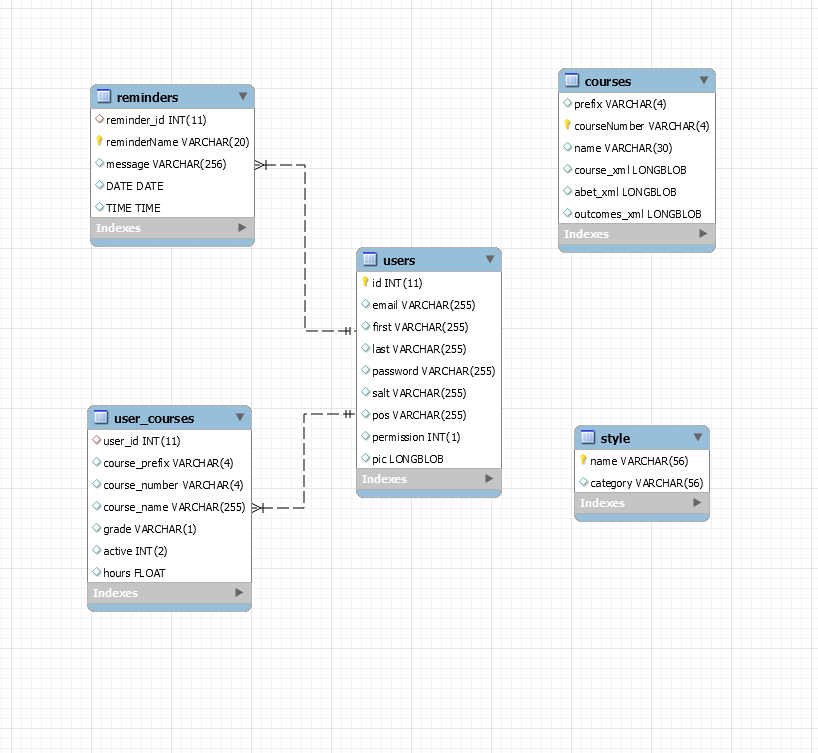 reminders
reminder_id INT(11)
reminderName VARCHAR(20)
message VARCHAR(256)
DATE DATE
TIME TIME
Indexes
courses
prefix VARCHAR(4)
courseNumber VARCHAR(4)
name VARCHAR(30)
course_xml LONGBLOB
abet_xml LONGBLOB
outcomes_xml LONGBLOB
Indexes
users
id INT(11)
email VARCHAR(255)
first VARCHAR(255)
last VARCHAR(255)
password VARCHAR(255)
salt VARCHAR(255)
pos VARCHAR(255)
permission INT(1)
pic LONGBLOB
Indexes
user_courses
user_id INT(11)
course_prefix VARCHAR(4)
course_number VARCHAR(4)
course_name VARCHAR(255)
grade VARCHAR(1)
active INT(2)
hours FLOAT
Indexes
style
name VARCHAR(56)
category VARCHAR(56)
Indexes